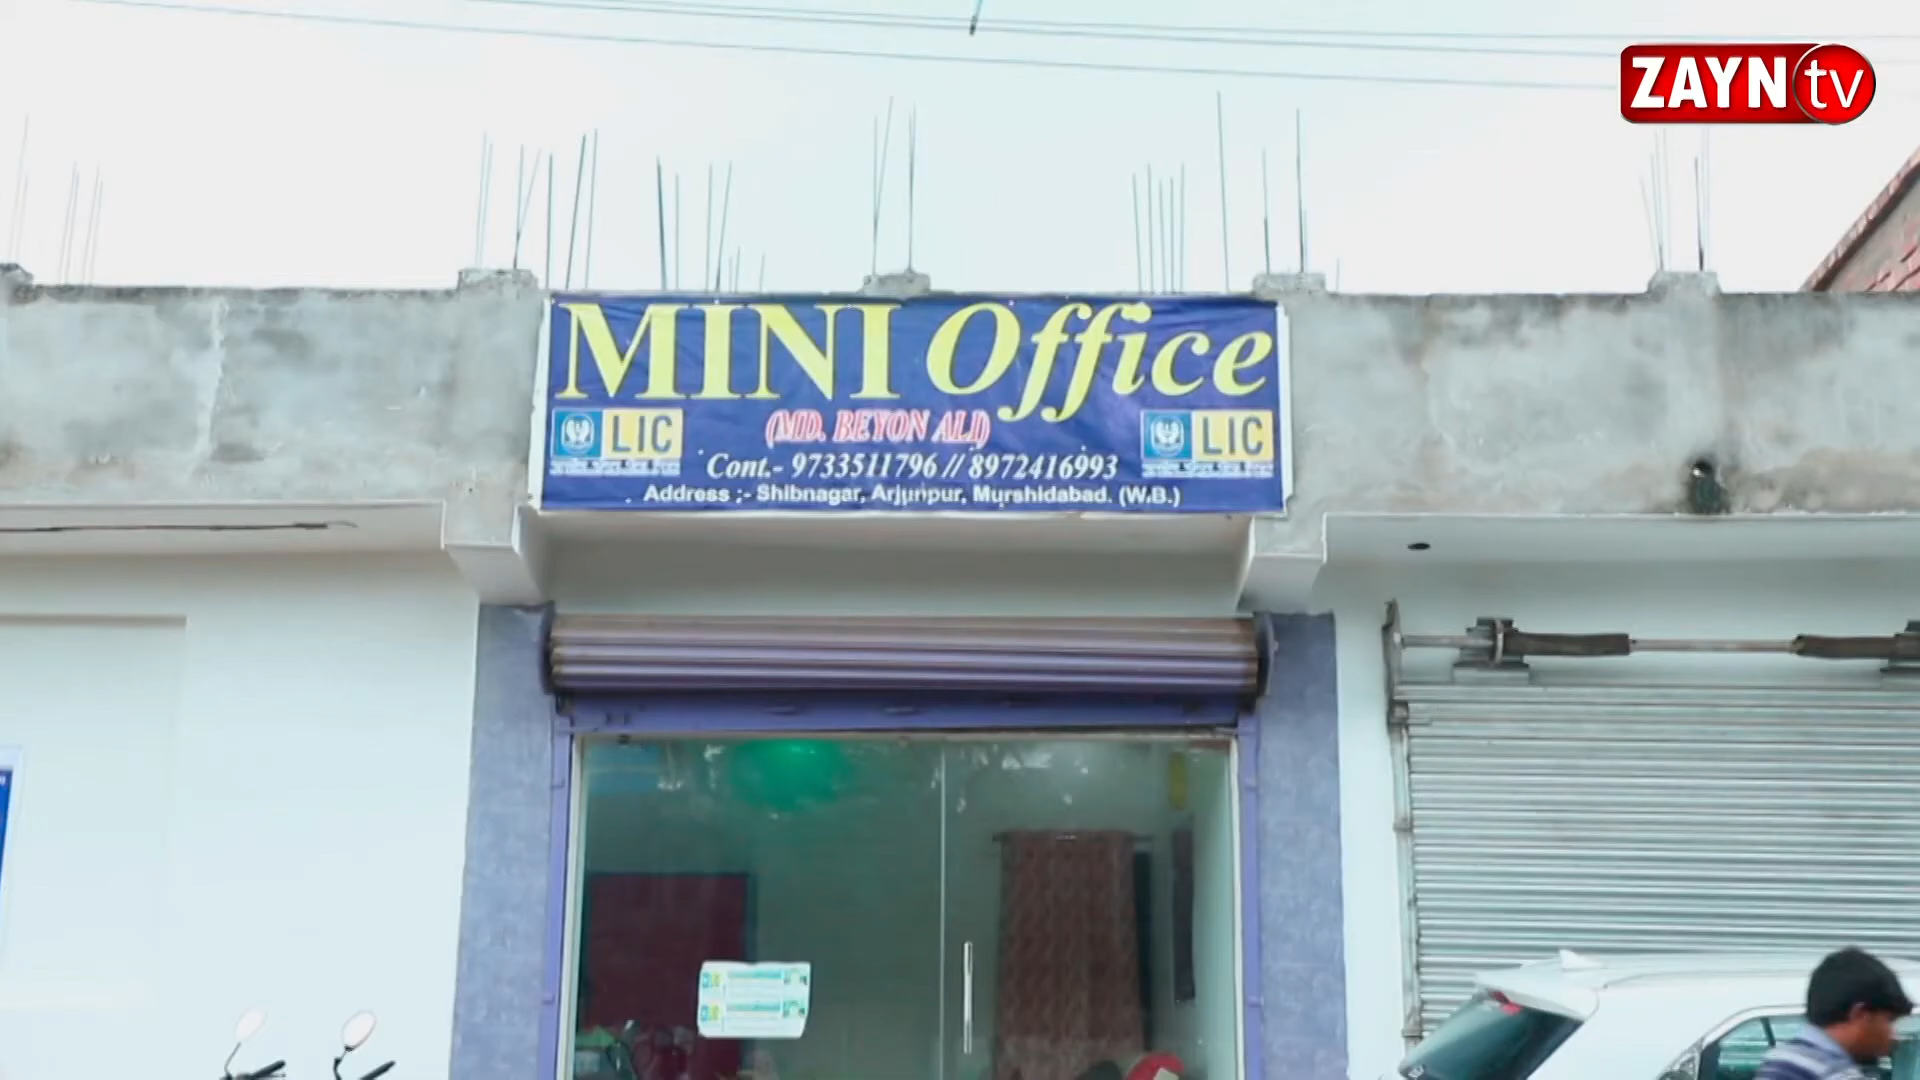 ZAYN tv
MINI Office
LIC
(MD. BEYON ALI)
LIC
Cont.- 9733511796 // 8972416993
Address :- Shibnagar, Arjunpur, Murshidabad. (W.B.)